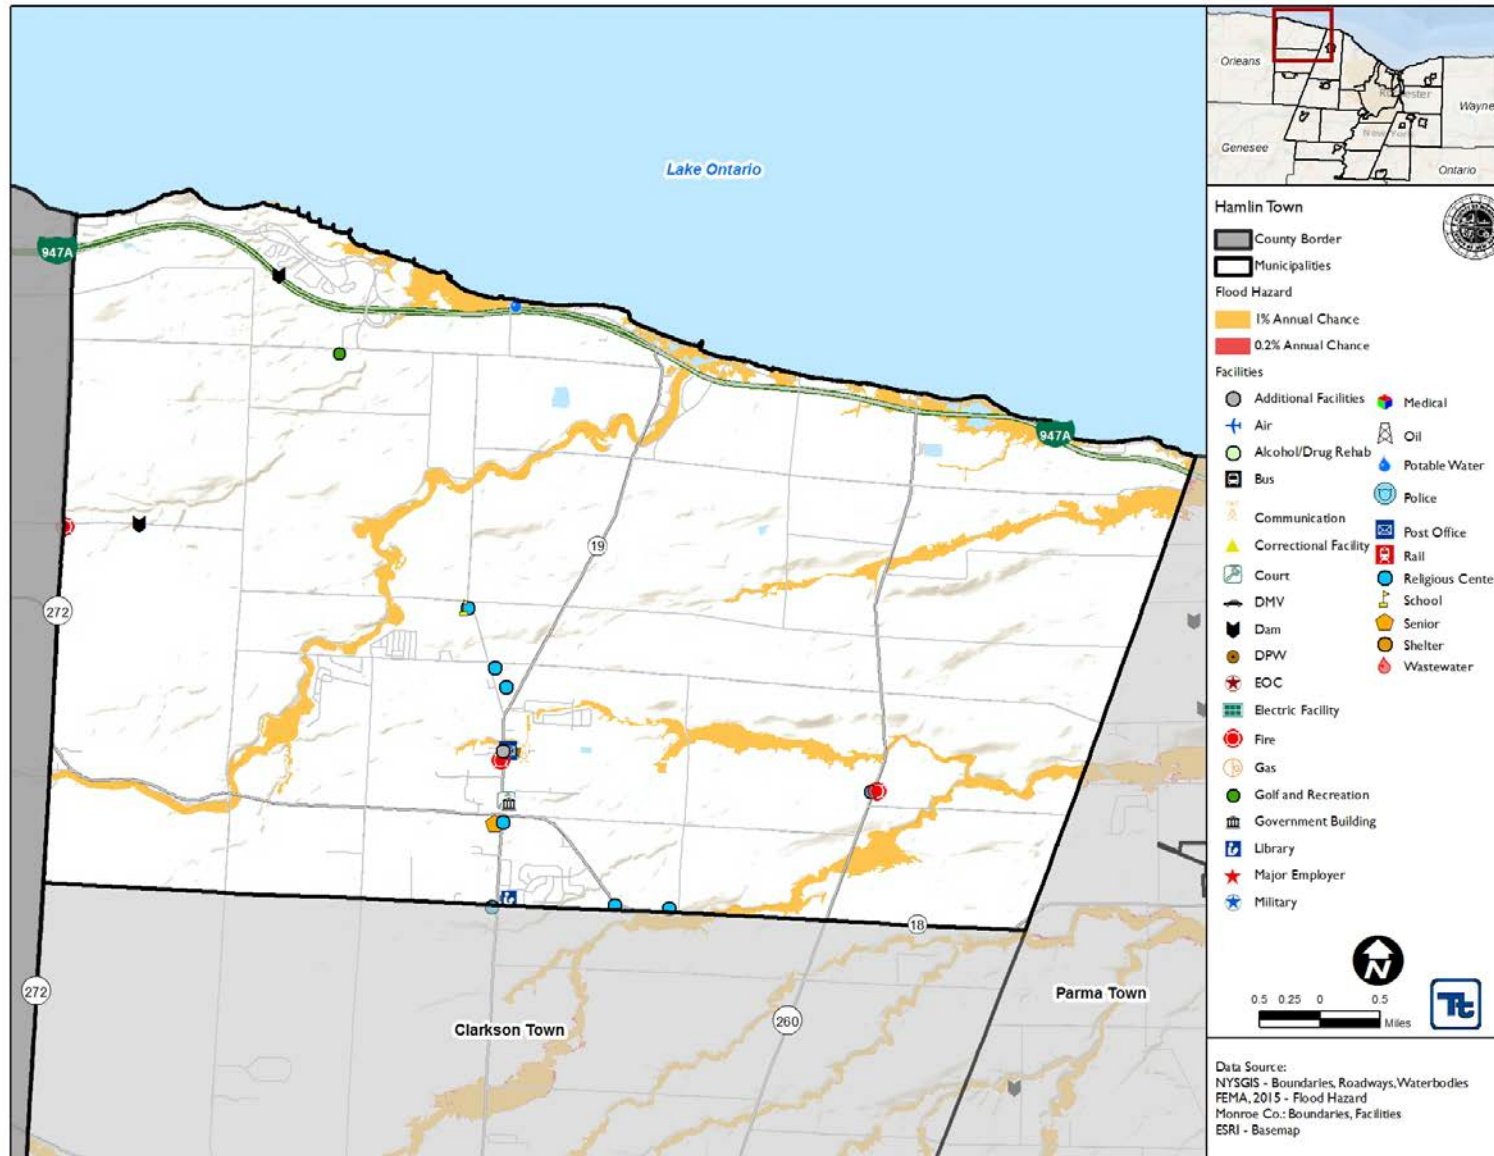 Lake Ontario
947A
947A
19
272
272
18
260
Clarkson Town
Parma Town
Orleans
Rochester
Wayne
New York
Genesee
Ontario
Hamlin Town
County Border
Municipalities
Flood Hazard
1% Annual Chance
0.2% Annual Chance
Facilities
Additional Facilities
Air
Alcohol/Drug Rehab
Bus
Communication
Correctional Facility
Court
DMV
Dam
DPW
EOC
Electric Facility
Fire
Gas
Golf and Recreation
Government Building
Library
Major Employer
Military
Medical
Oil
Potable Water
Police
Post Office
Rail
Religious Cente
School
Senior
Shelter
Wastewater
N
0.5 0.25 0 0.5
Miles
Tt
Data Source:
NYSGIS - Boundaries, Roadways, Waterbodies
FEMA, 2015 - Flood Hazard
Monroe Co.: Boundaries, Facilities
ESRI - Basemap